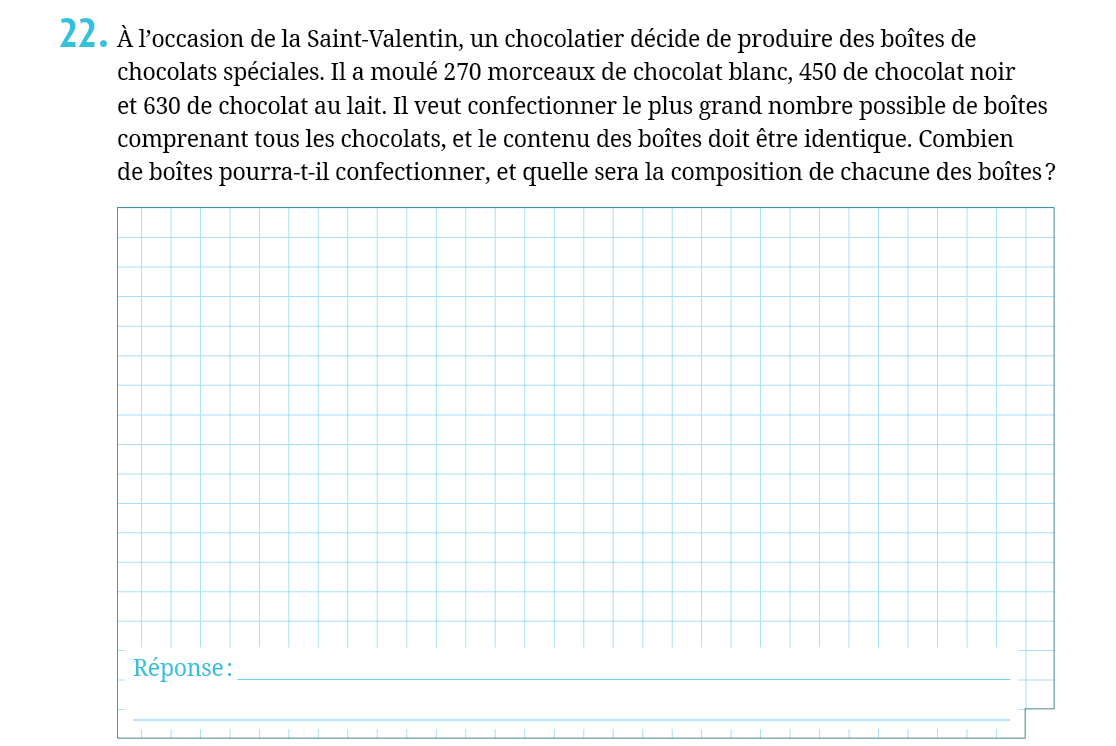 22. À l’occasion de la Saint-Valentin, un chocolatier décide de produire des boîtes de
chocolats spéciales. Il a moulé 270 morceaux de chocolat blanc, 450 de chocolat noir
et 630 de chocolat au lait. Il veut confectionner le plus grand nombre possible de boîtes
comprenant tous les chocolats, et le contenu des boîtes doit être identique. Combien
de boîtes pourra-t-il confectionner, et quelle sera la composition de chacune des boîtes ?
Réponse :